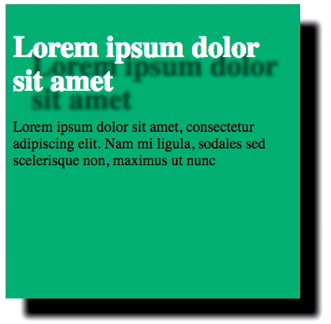 Lorem ipsum dolor
sit amet
Lorem ipsum dolor sit amet, consectetur
adipiscing elit. Nam mi ligula, sodales sed
scelerisque non, maximus ut nunc